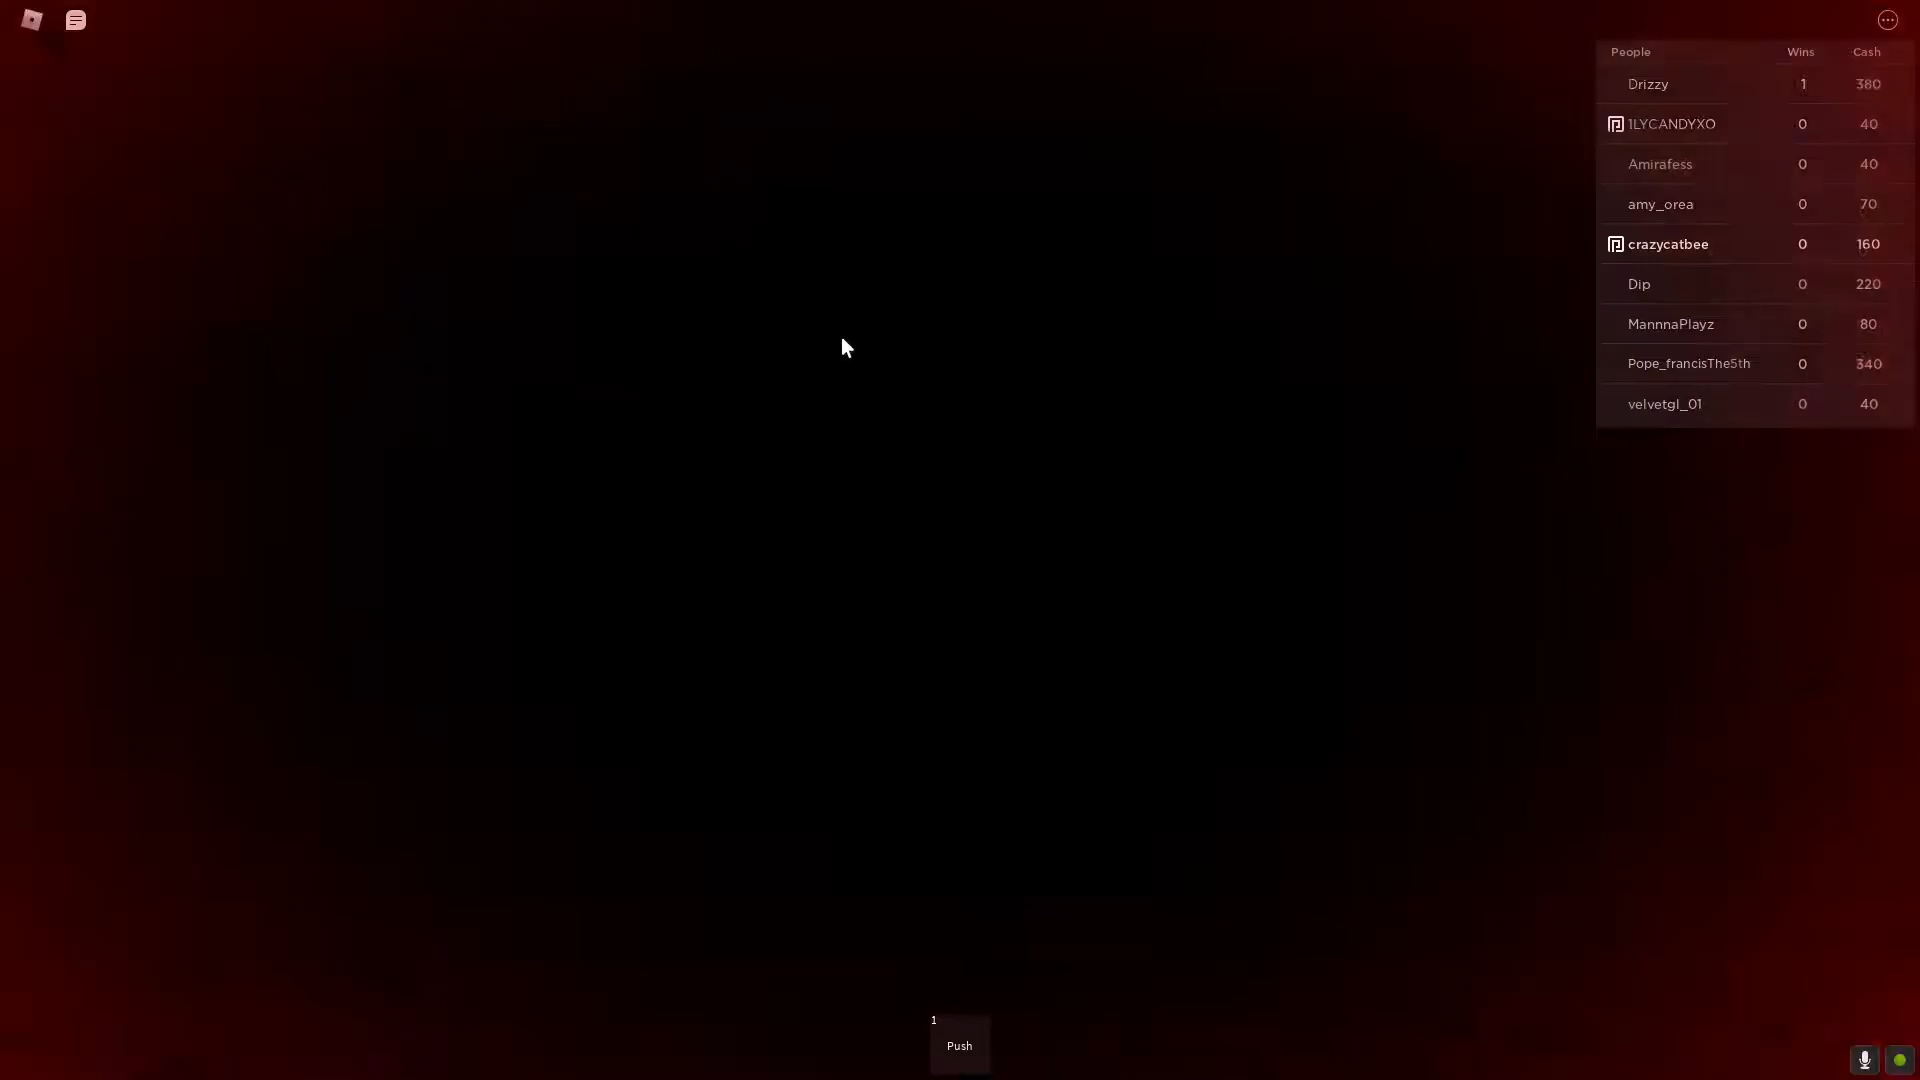 People Wins Cash
Drizzy 1 380
1LYCANDYXO 0 40
Amirafess 0 40
amy_orea 0 70
crazycatbee 0 160
Dip 0 220
MannnaPlayz 0 80
Pope_francisThe5th 0 340
velvetgl_01 0 40
1
Push